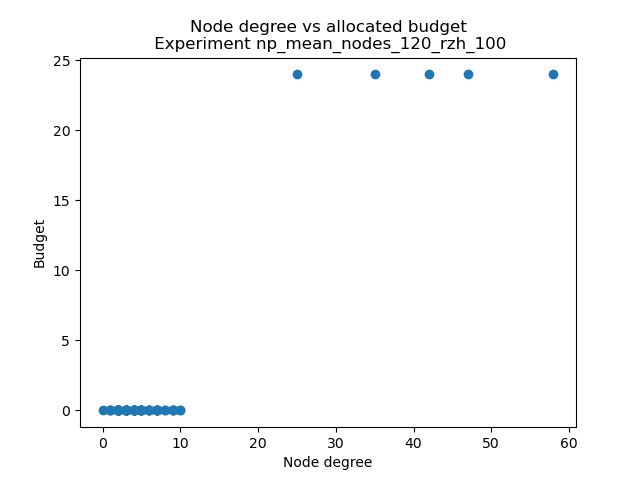 Node degree vs allocated budget
Experiment np_mean_nodes_120_rzh_100
25
20
15
10
5
0
Budget
0 10 20 30 40 50 60
Node degree